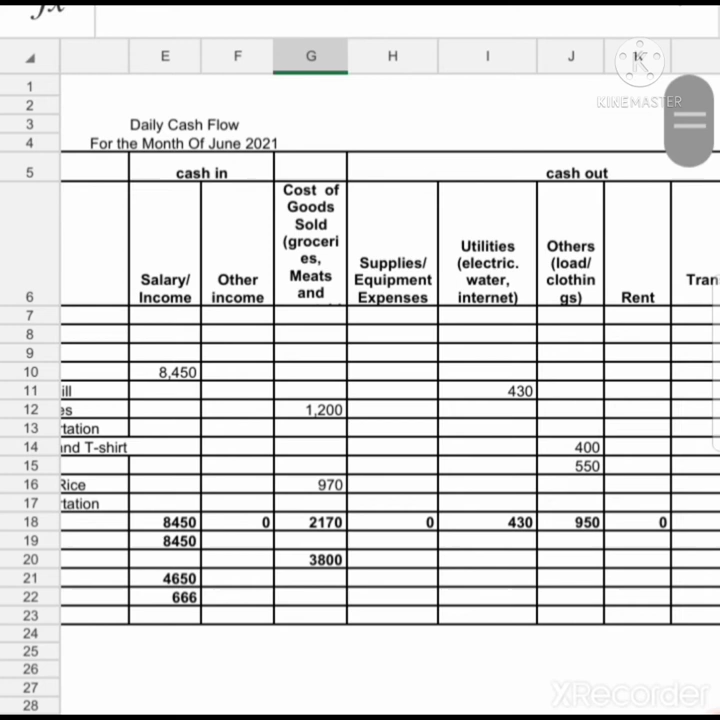 fx
E F G H I J K
1
2
3 Daily Cash Flow
4 For the Month Of June 2021
5 cash in cash out
6 Salary/ Income Other income Cost of Goods Sold (groceri es, Meats and Supplies/ Equipment Expenses Utilities (electric. water, internet) Others (load/ clothin gs) Rent Tran
7
8
9
10 8,450
11 ill 430
12 es 1,200
13 tation
14 and T-shirt 400
15 550
16 Rice 970
17 tation
18 8450 0 2170 0 430 950 0
19 8450
20 3800
21 4650
22 666
23
24
25
26
27
28
KINEMASTER
XRecorder